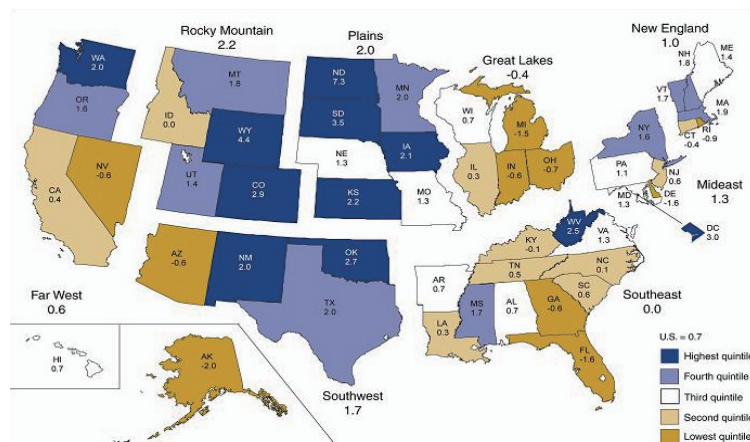 Rocky Mountain
2.2
Plains
2.0
New England
1.0
Great Lakes
-0.4
Mideast
1.3
Far West
0.6
Southwest
1.7
Southeast
0.0
WA
2.0
OR
1.6
CA
0.4
NV
-0.6
ID
0.0
MT
1.8
WY
4.4
UT
1.4
CO
2.9
ND
7.3
SD
3.5
NE
1.3
KS
2.2
MN
2.0
IA
2.1
MO
1.3
WI
0.7
IL
0.3
MI
-1.5
IN
-0.6
OH
-0.7
NH
1.8
ME
1.4
VT
1.7
MA
1.9
CT
-0.4
RI
-0.9
NY
1.6
PA
1.1
NJ
0.6
MD
1.3
DE
-1.6
DC
3.0
AZ
-0.6
NM
2.0
OK
2.7
TX
2.0
AR
0.7
LA
0.3
MS
1.7
AL
0.7
GA
-0.6
FL
-1.6
KY
-0.1
TN
0.5
WV
2.5
VA
1.3
NC
0.1
SC
0.6
HI
0.7
AK
-2.0
U.S. = 0.7
Highest quintile
Fourth quintile
Third quintile
Second quintile
Lowest quintile